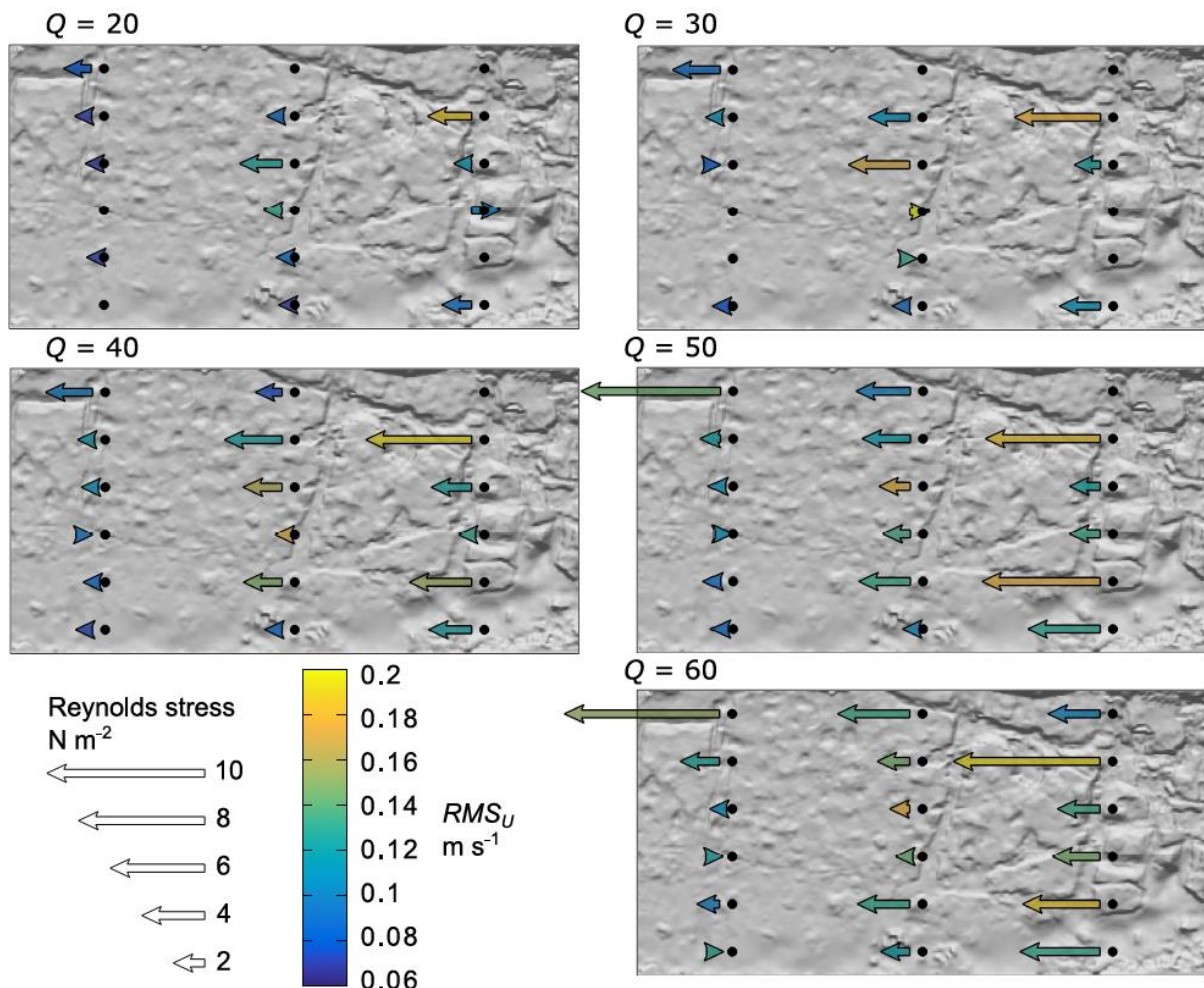 Q = 20
Q = 30
Q = 40
Q = 50
Q = 60
Reynolds stress
N m⁻²
10
8
6
4
2
0.2
0.18
0.16
0.14
0.12
0.1
0.08
0.06
RMS_U
m s⁻¹